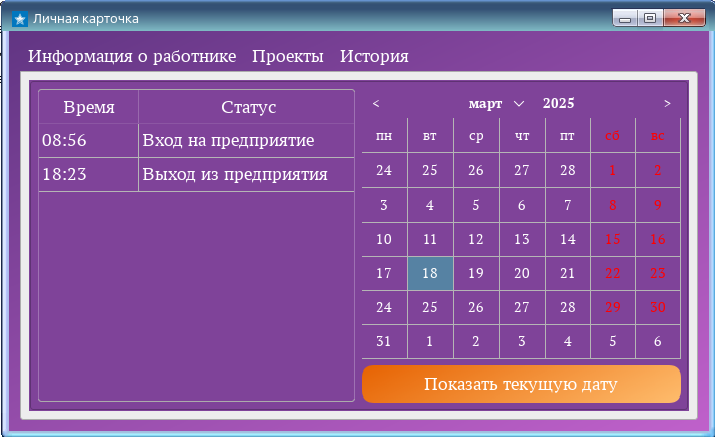 Личная карточка
Информация о работнике Проекты История
Время Статус
08:56 Вход на предприятие
18:23 Выход из предприятия
< март 2025 >
пн вт ср чт пт сб вс
24 25 26 27 28 1 2
3 4 5 6 7 8 9
10 11 12 13 14 15 16
17 18 19 20 21 22 23
24 25 26 27 28 29 30
31 1 2 3 4 5 6
Показать текущую дату